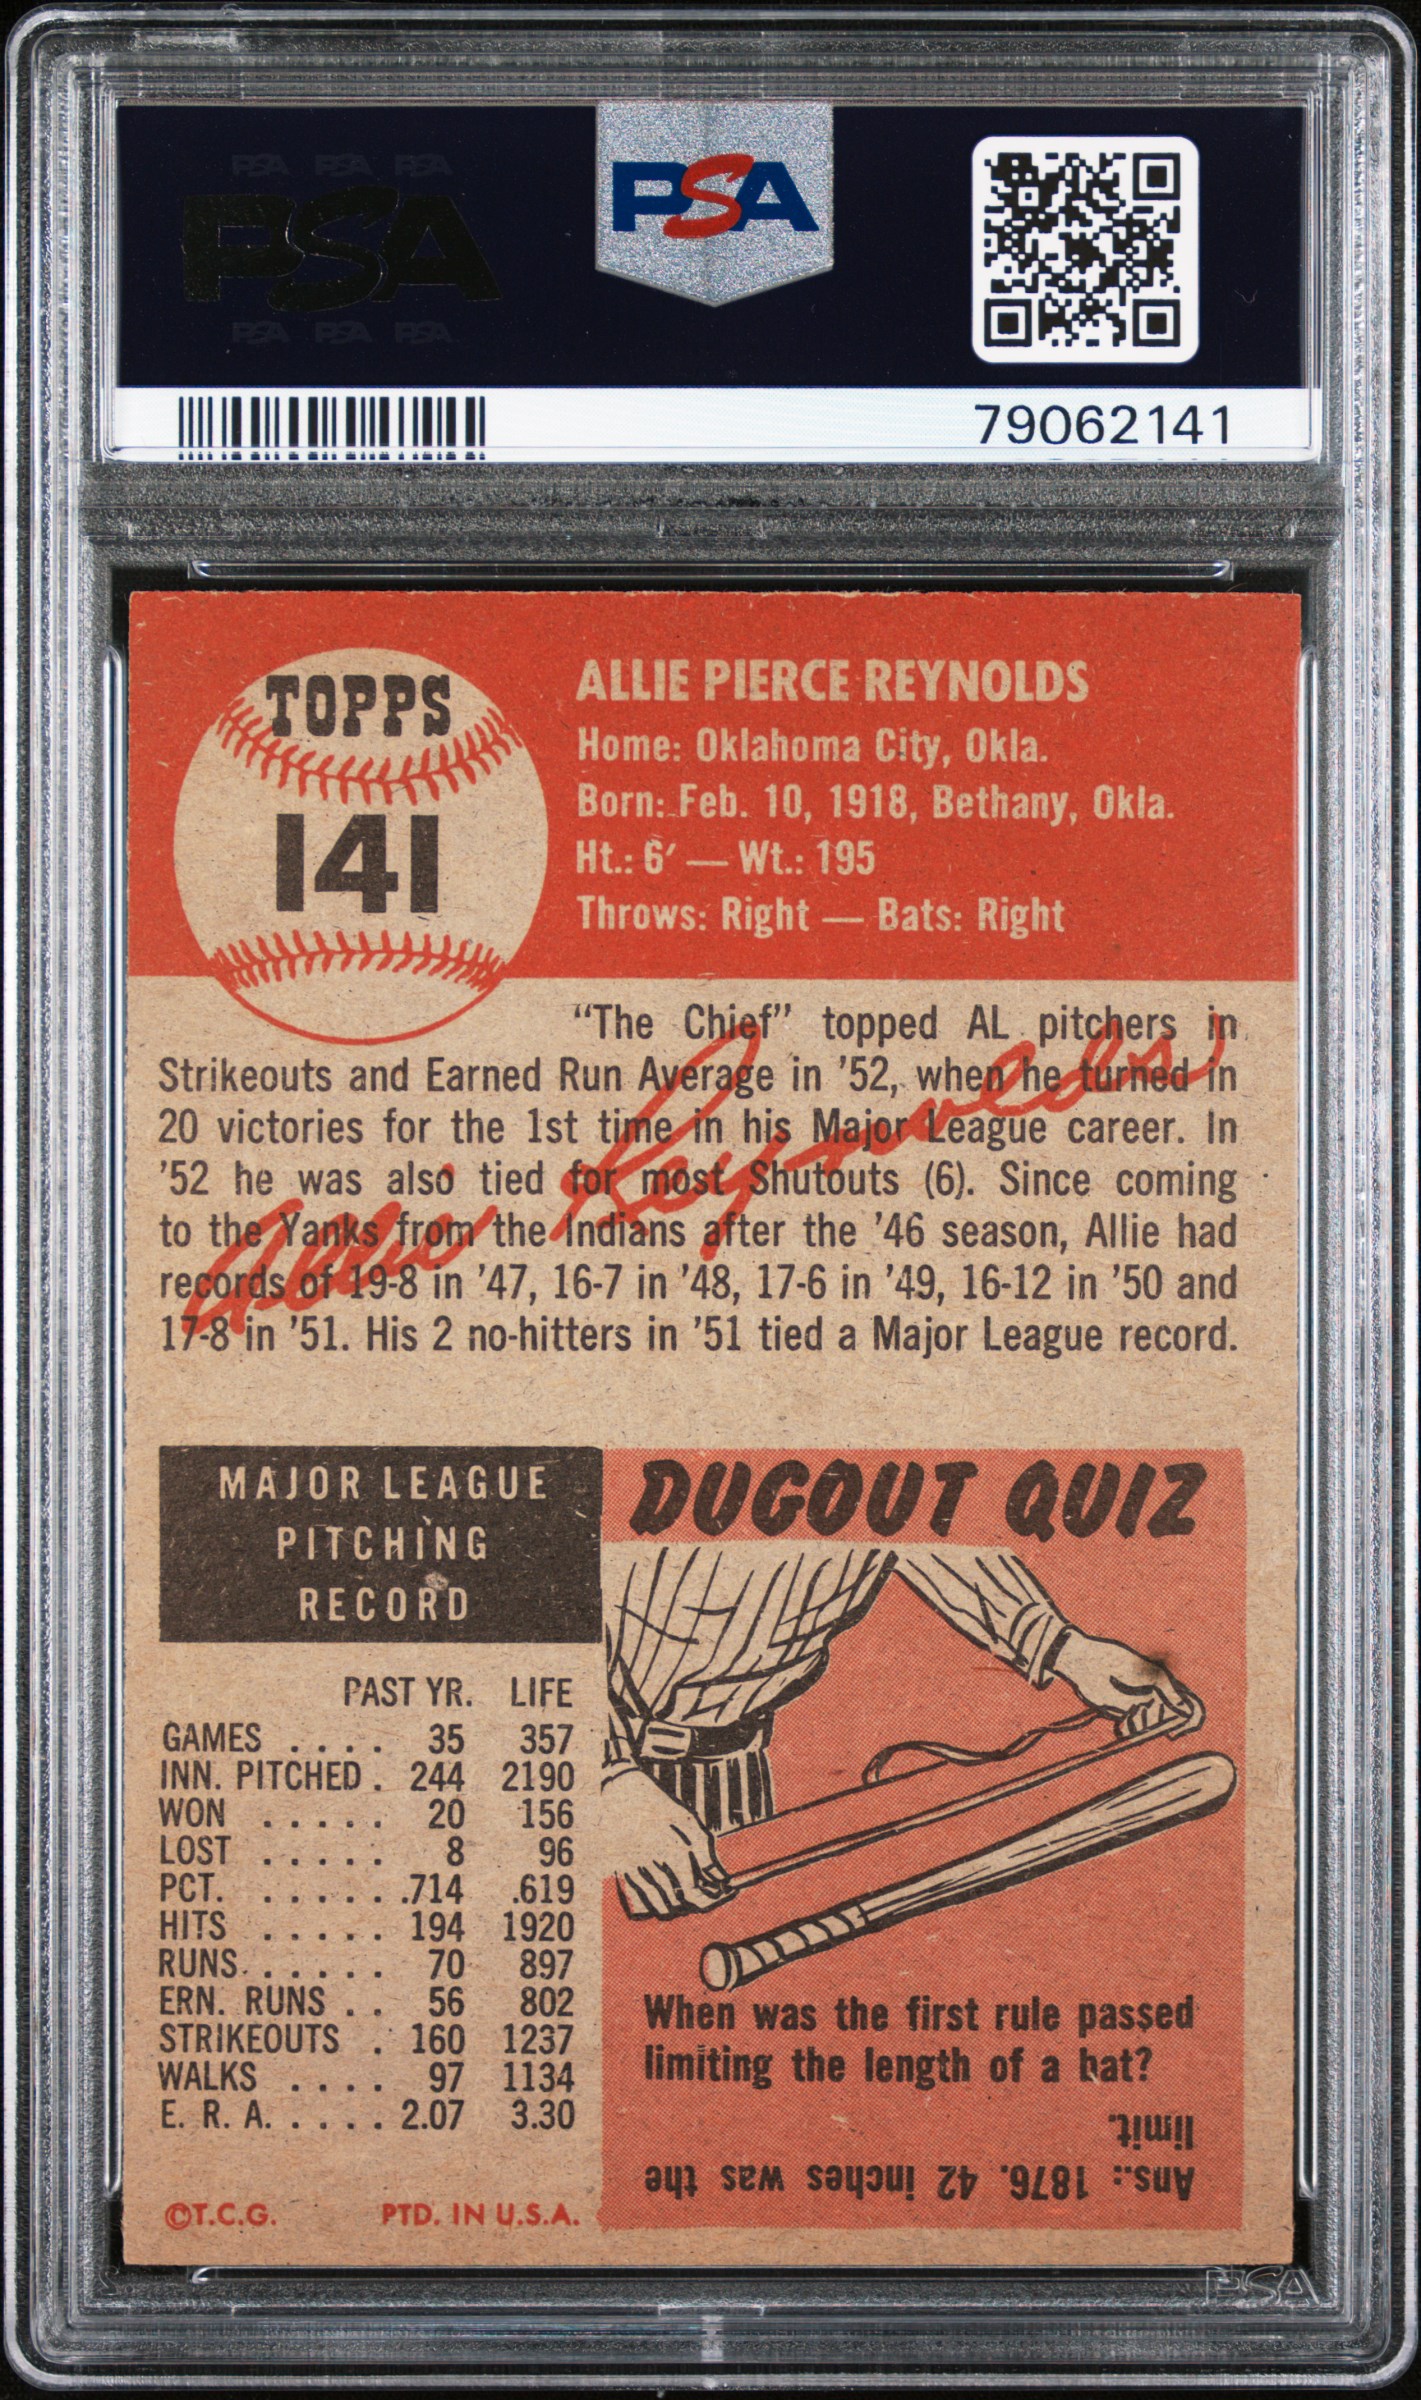 PSA PSA PSA
PSA
PSA PSA PSA
PSA
79062141
TOPPS
141
ALLIE PIERCE REYNOLDS
Home: Oklahoma City, Okla.
Born: Feb. 10, 1918, Bethany, Okla.
Ht.: 6′ — Wt.: 195
Throws: Right — Bats: Right
"The Chief" topped AL pitchers in
Strikeouts and Earned Run Average in '52, when he turned in
20 victories for the 1st time in his Major League career. In
'52 he was also tied for most Shutouts (6). Since coming
to the Yanks from the Indians after the '46 season, Allie had
records of 19-8 in '47, 16-7 in '48, 17-6 in '49, 16-12 in '50 and
17-8 in '51. His 2 no-hitters in '51 tied a Major League record.
Allie Reynolds
MAJOR LEAGUE
PITCHING
RECORD
PAST YR. LIFE
GAMES .... 35 357
INN. PITCHED . 244 2190
WON ..... 20 156
LOST ..... 8 96
PCT. ...... .714 .619
HITS ..... 194 1920
RUNS...... 70 897
ERN. RUNS .. 56 802
STRIKEOUTS . 160 1237
WALKS .... 97 1134
E. R. A. ..... 2.07 3.30
©T.C.G. PTD. IN U.S.A.
DUGOUT QUIZ
When was the first rule passed
limiting the length of a bat?
Ans.: 1876. 42 inches was the
limit.
PSA